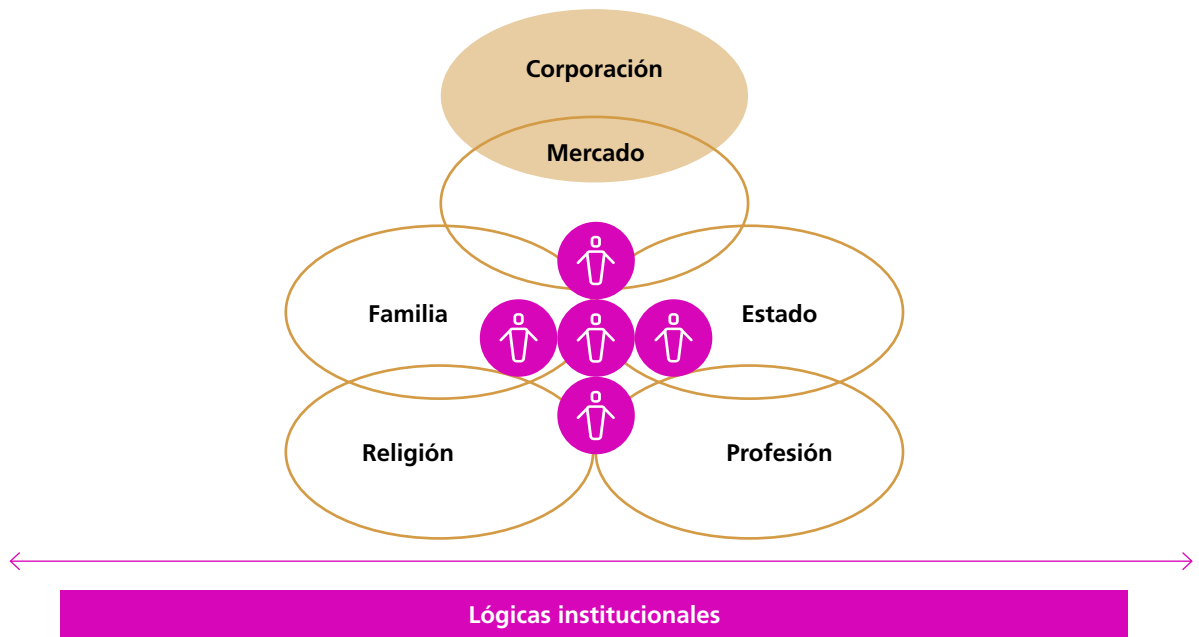 Corporación
Mercado
Familia
Estado
Religión
Profesión
Lógicas institucionales